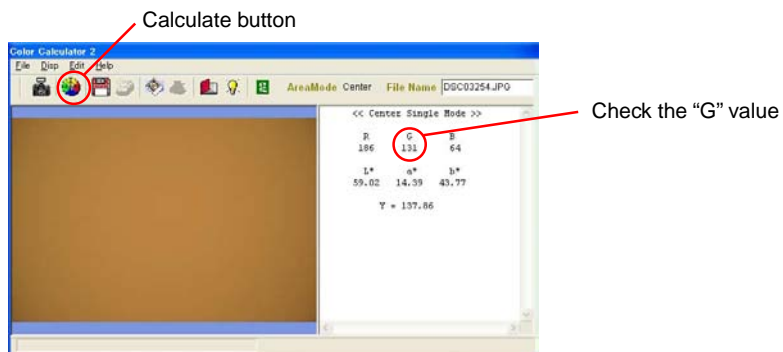 Calculate button
Color Calculator 2
File Disp Edit Help
AreaMode Center File Name DSC03254.JPG
<< Center Single Mode >>
Check the “G” value
R G B
186 131 64
L* a* b*
59.02 14.39 43.77
Y = 137.86